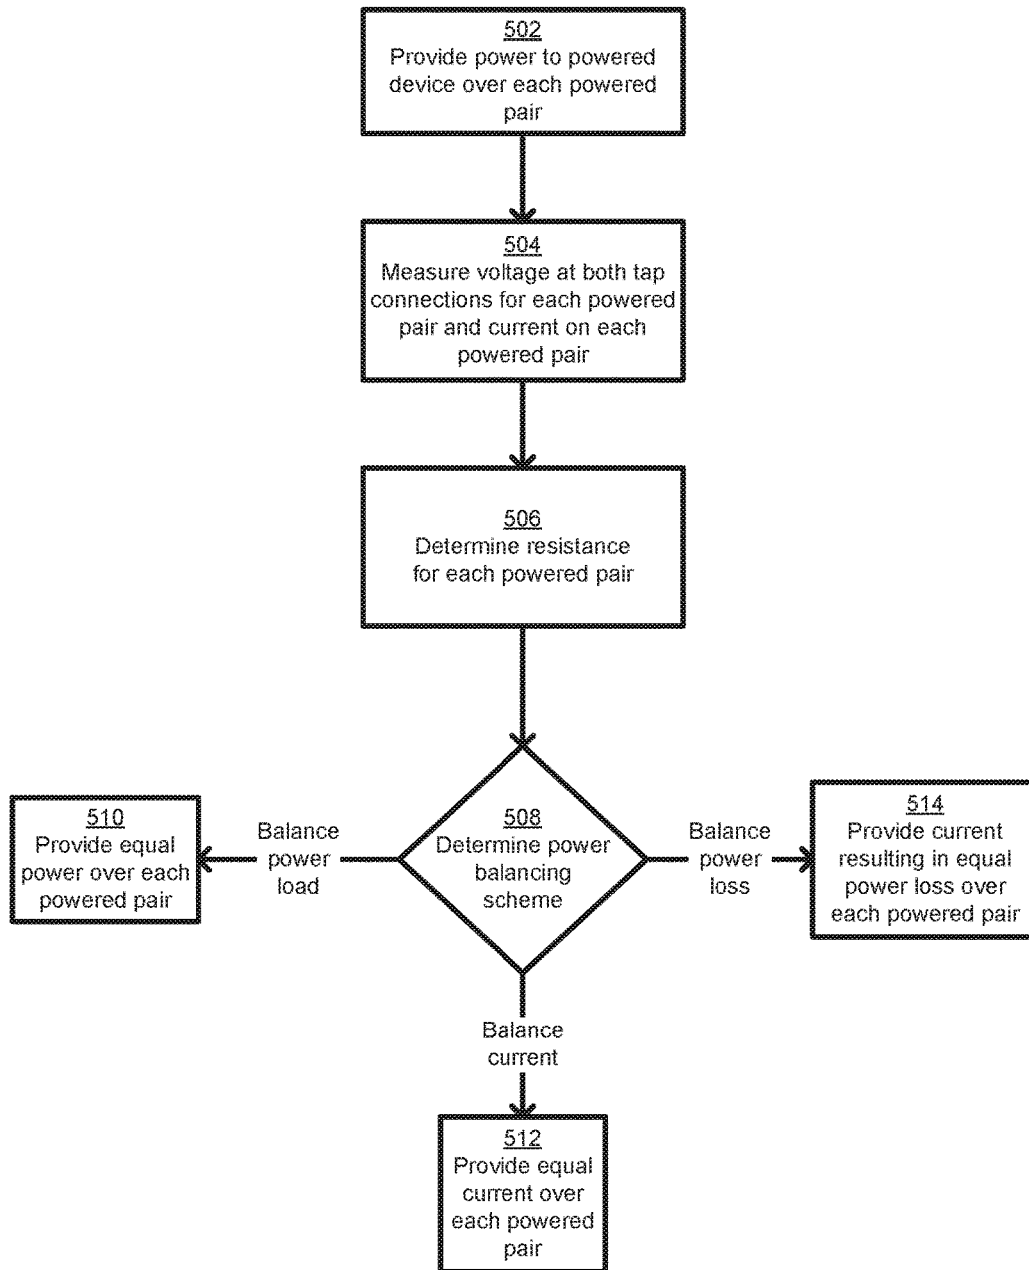 502
Provide power to powered
device over each powered
pair
504
Measure voltage at both tap
connections for each powered
pair and current on each
powered pair
506
Determine resistance
for each powered pair
508
Determine power
balancing
scheme
Balance
power
load
510
Provide equal
power over each
powered pair
Balance
power
loss
514
Provide current
resulting in equal
power loss over
each powered pair
Balance
current
512
Provide equal
current over
each powered
pair